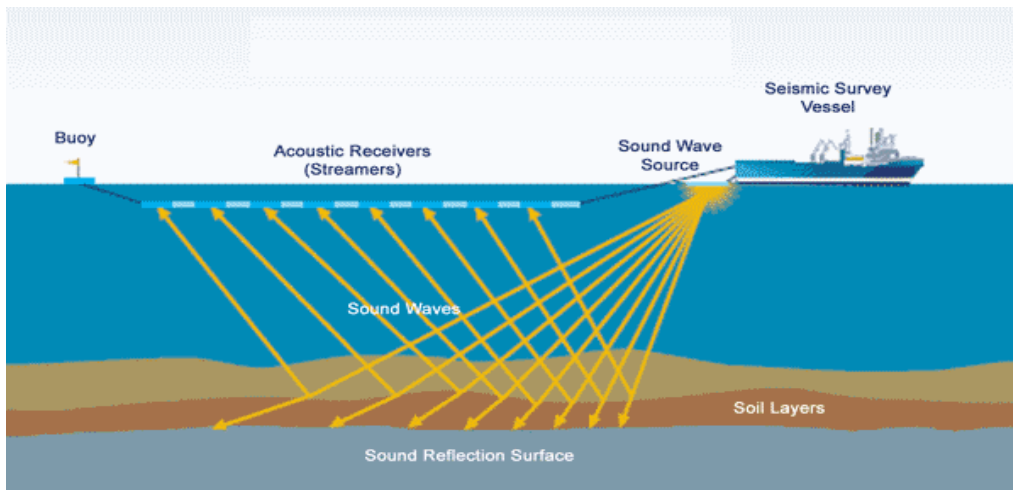 Seismic Survey
Vessel
Buoy
Acoustic Receivers
(Streamers)
Sound Wave
Source
Sound Waves
Soil Layers
Sound Reflection Surface